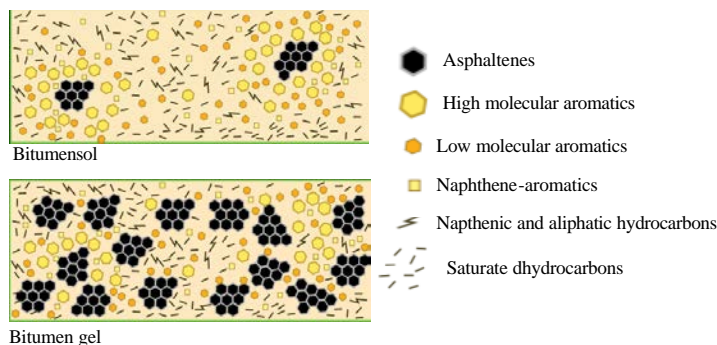 Asphaltenes
High molecular aromatics
Bitumensol
Low molecular aromatics
Naphthene-aromatics
Napthenic and aliphatic hydrocarbons
Saturate dhydrocarbons
Bitumen gel